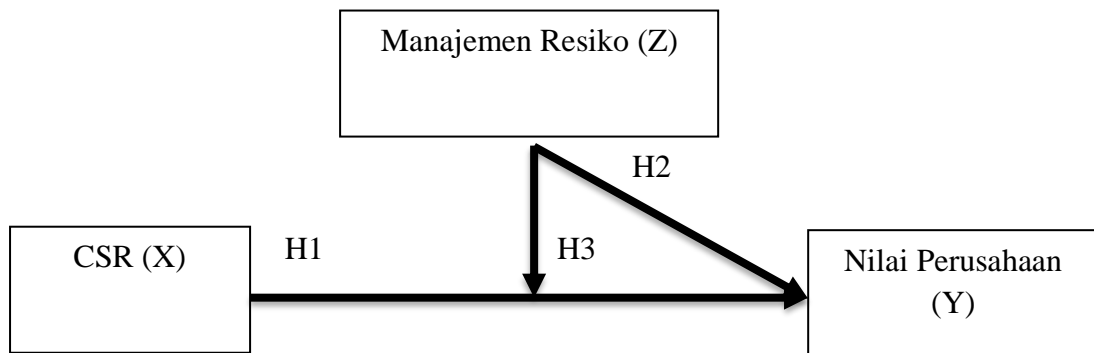 Manajemen Resiko (Z)
H2
CSR (X)
H1
H3
Nilai Perusahaan
(Y)